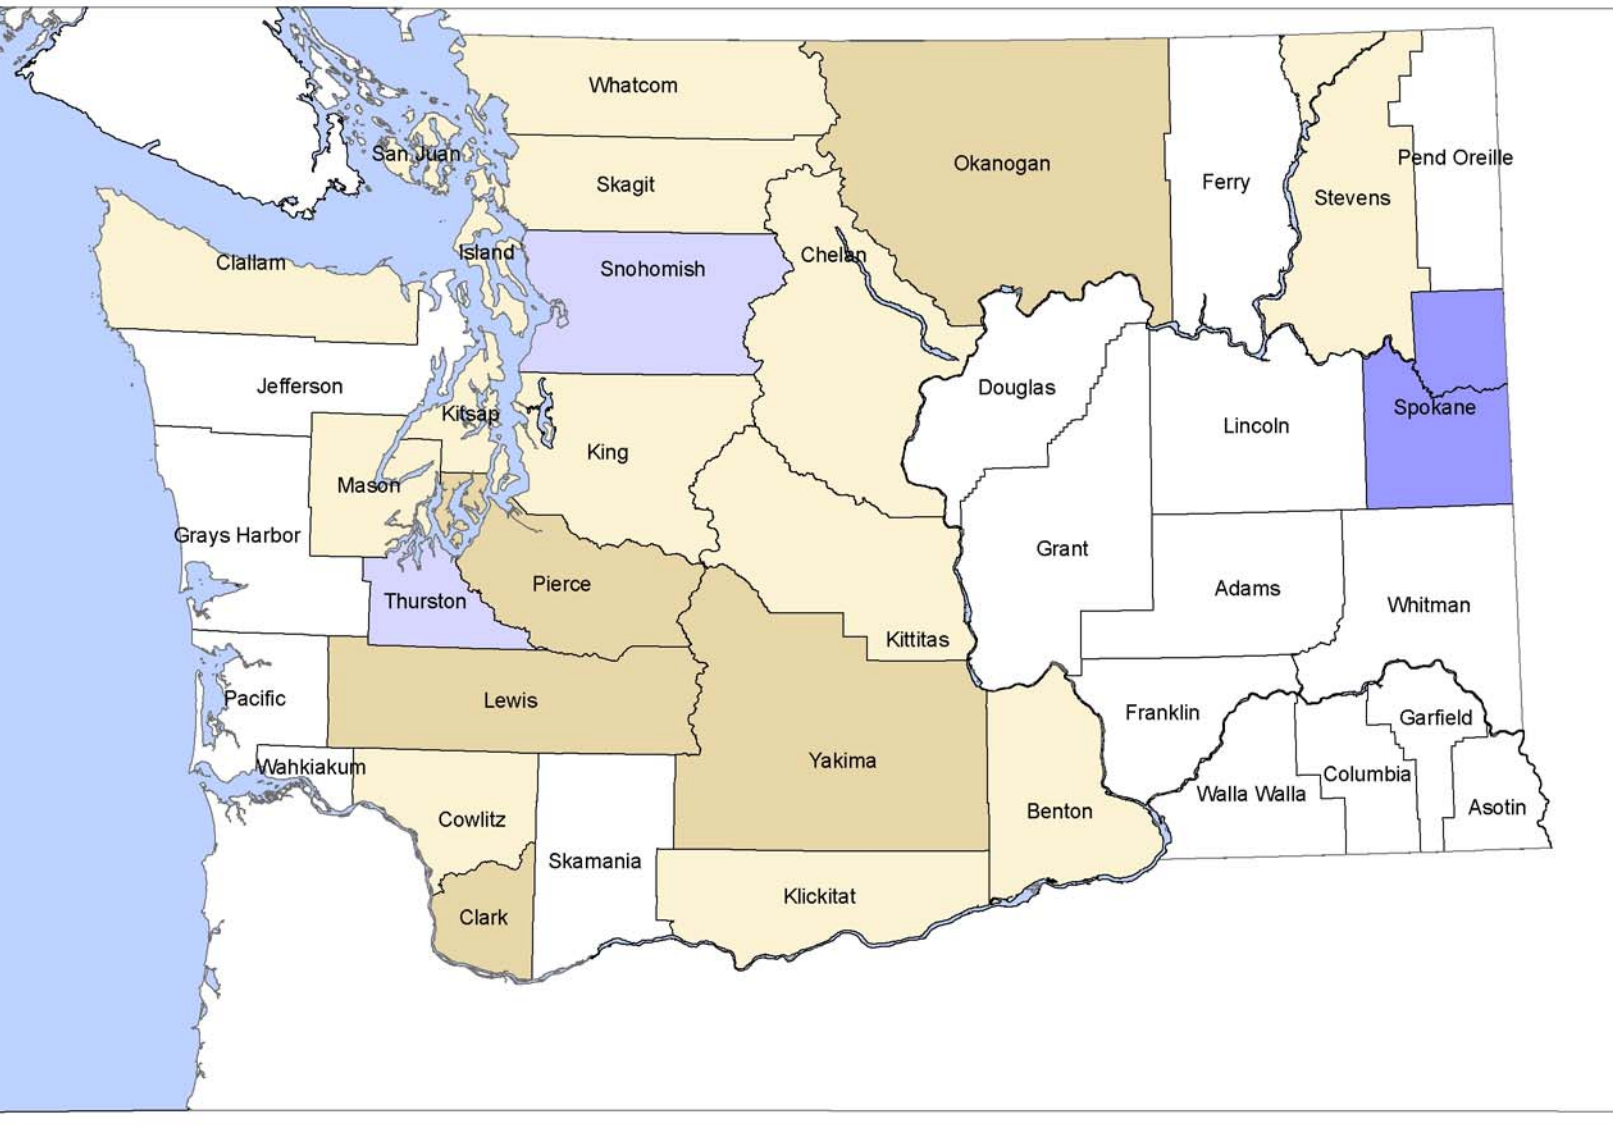 Whatcom
San Juan
Okanogan
Pend Oreille
Ferry
Skagit
Stevens
Island
Chelan
Clallam
Snohomish
Jefferson
Douglas
Spokane
Kitsap
Lincoln
King
Mason
Grays Harbor
Grant
Pierce
Adams
Thurston
Whitman
Kittitas
Pacific
Lewis
Franklin
Garfield
Yakima
Wahkiakum
Columbia
Walla Walla
Asotin
Benton
Cowlitz
Skamania
Klickitat
Clark